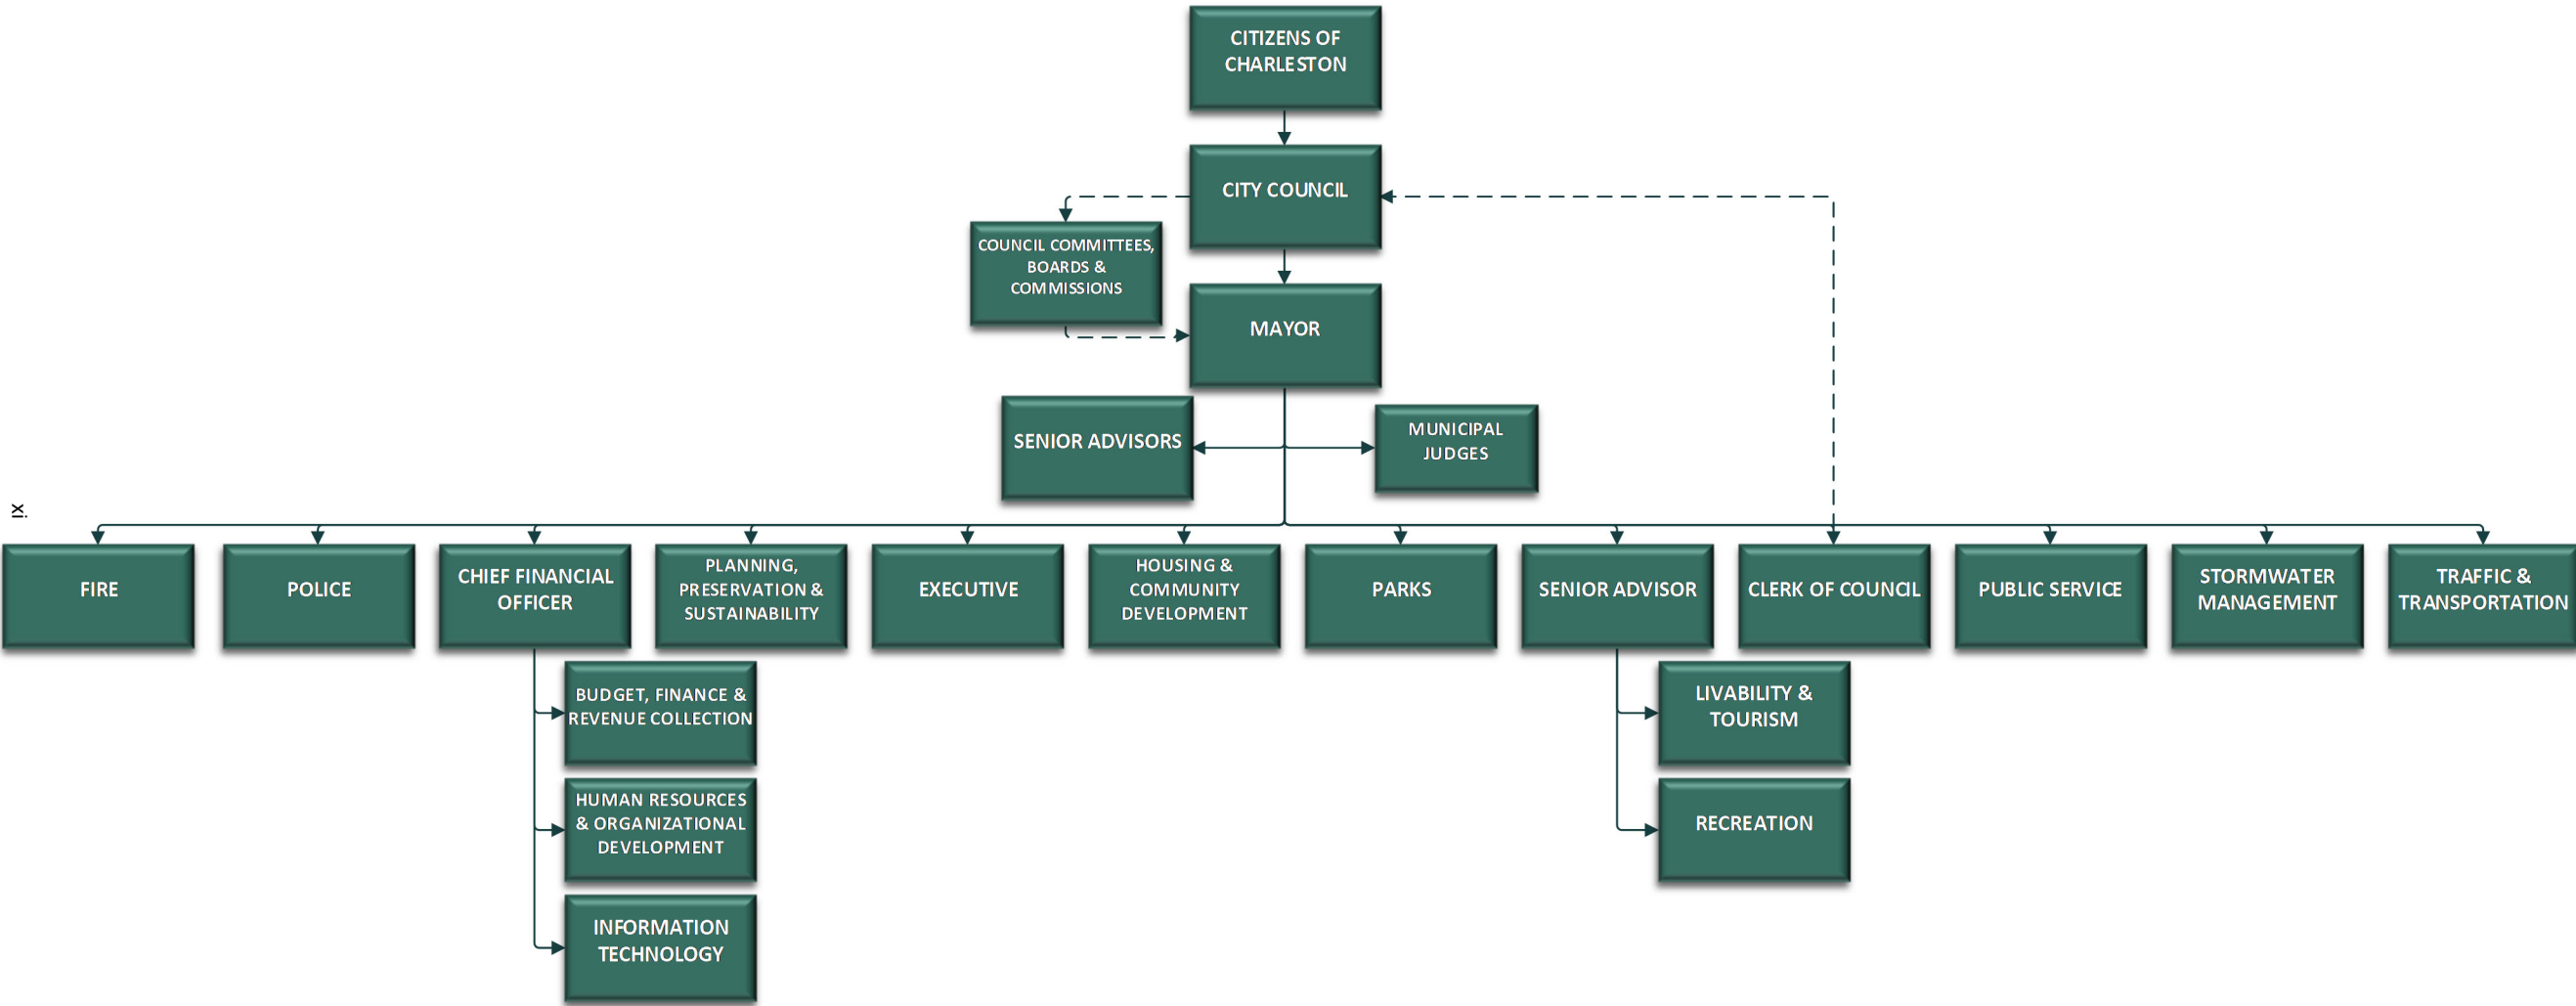 CITIZENS OF
CHARLESTON
CITY COUNCIL
COUNCIL COMMITTEES,
BOARDS &
COMMISSIONS
MAYOR
SENIOR ADVISORS
MUNICIPAL
JUDGES
xi
FIRE
POLICE
CHIEF FINANCIAL
OFFICER
PLANNING,
PRESERVATION &
SUSTAINABILITY
EXECUTIVE
HOUSING &
COMMUNITY
DEVELOPMENT
PARKS
SENIOR ADVISOR
CLERK OF COUNCIL
PUBLIC SERVICE
STORMWATER
MANAGEMENT
TRAFFIC &
TRANSPORTATION
BUDGET, FINANCE &
REVENUE COLLECTION
HUMAN RESOURCES
& ORGANIZATIONAL
DEVELOPMENT
INFORMATION
TECHNOLOGY
LIVABILITY &
TOURISM
RECREATION